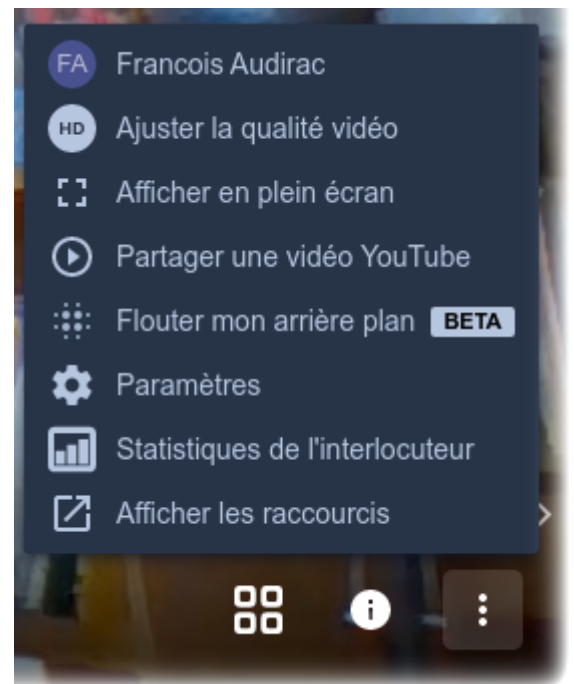 FA Francois Audirac
HD Ajuster la qualité vidéo
Afficher en plein écran
Partager une vidéo YouTube
Flouter mon arrière plan BETA
Paramètres
Statistiques de l'interlocuteur
Afficher les raccourcis